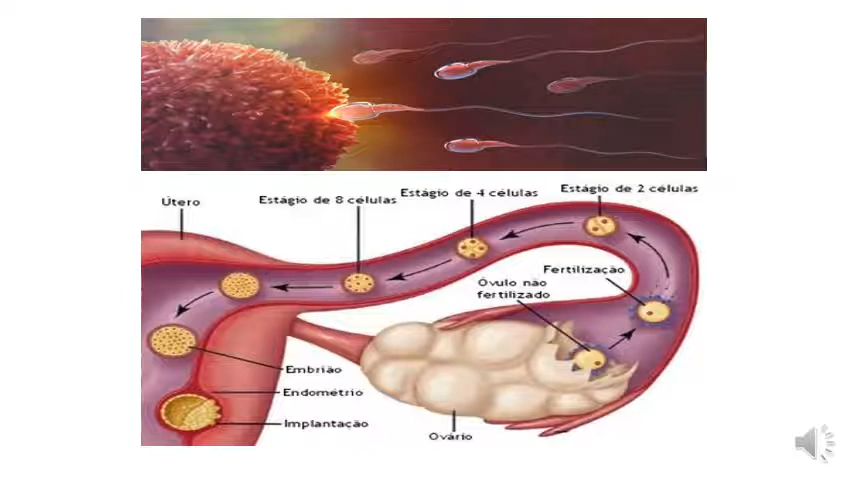 Útero
Estágio de 8 células
Estágio de 4 células
Estágio de 2 células
Fertilização
Óvulo não
fertilizado
Embrião
Endométrio
Implantação
Ovário